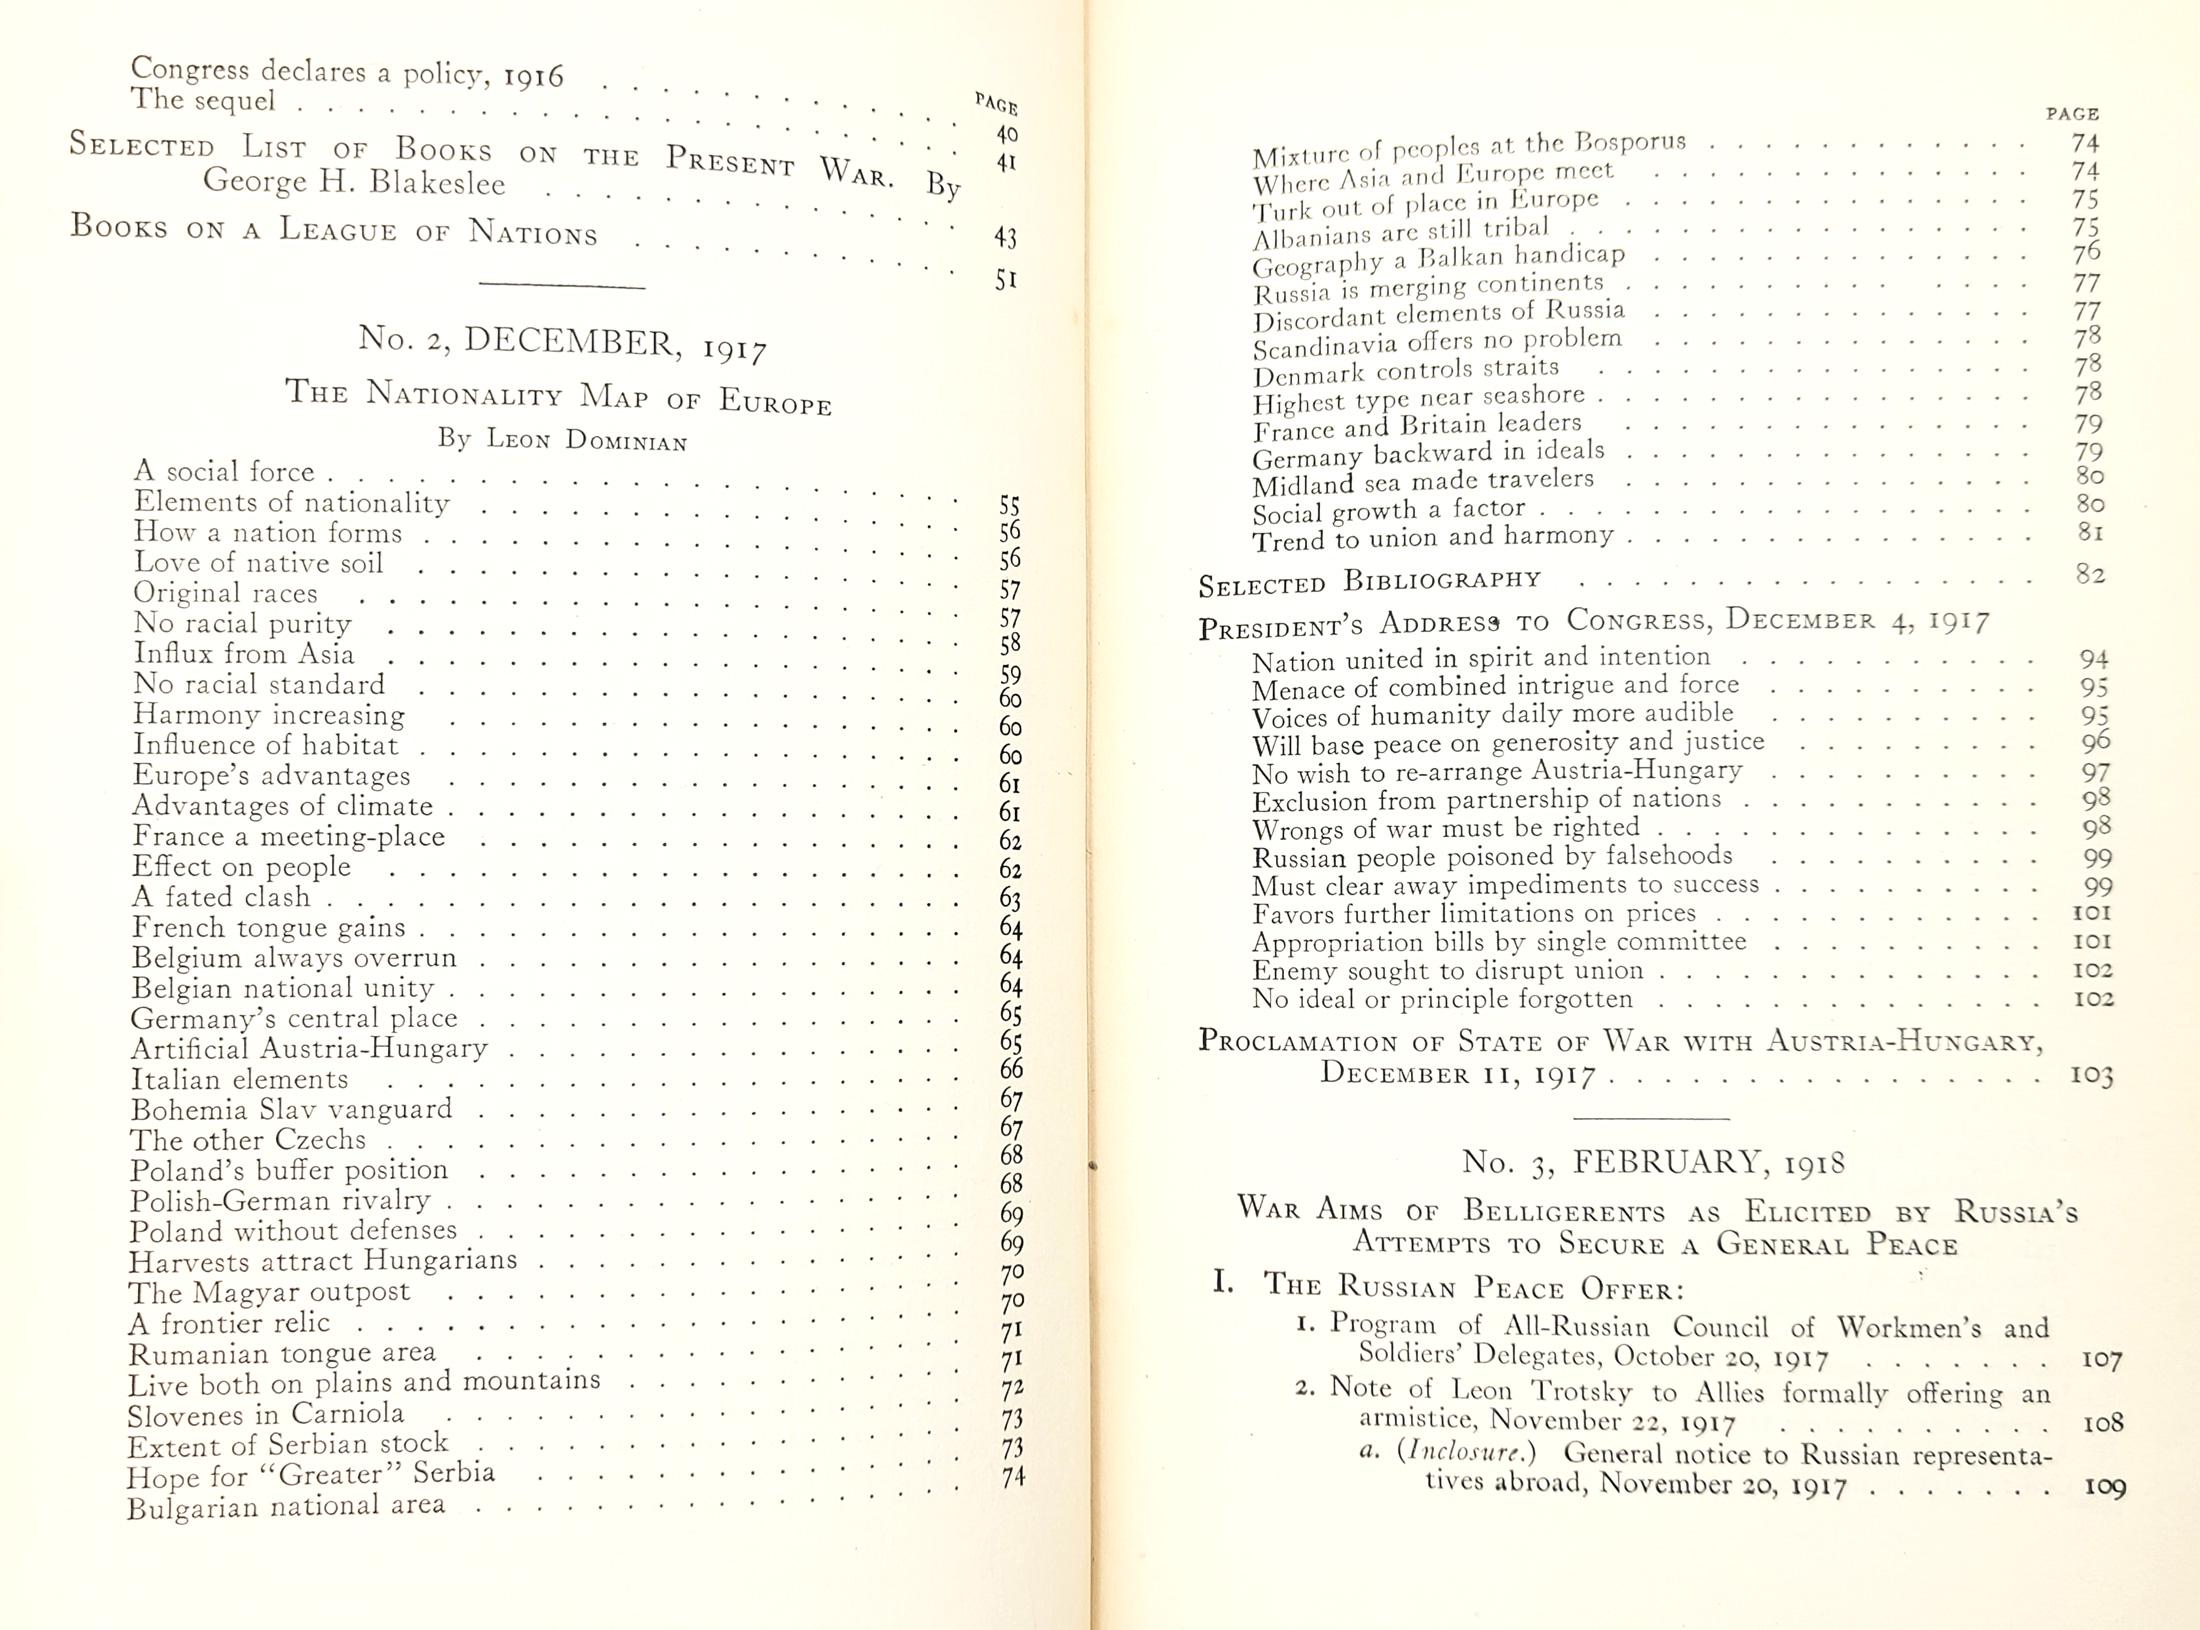 PAGE
Congress declares a policy, 1916 . . . . . . . . . . . . 40
The sequel . . . . . . . . . . . . . . . . . . . . . . 41
SELECTED LIST OF BOOKS ON THE PRESENT WAR. By
George H. Blakeslee . . . . . . . . . . . . . . 43
BOOKS ON A LEAGUE OF NATIONS . . . . . . . . . . . 51
No. 2, DECEMBER, 1917
THE NATIONALITY MAP OF EUROPE
By LEON DOMINIAN
A social force . . . . . . . . . . . . . . . . . . . . . 55
Elements of nationality . . . . . . . . . . . . . . . . 56
How a nation forms . . . . . . . . . . . . . . . . . . 56
Love of native soil . . . . . . . . . . . . . . . . . . 57
Original races . . . . . . . . . . . . . . . . . . . . 57
No racial purity . . . . . . . . . . . . . . . . . . . 58
Influx from Asia . . . . . . . . . . . . . . . . . . . 59
No racial standard . . . . . . . . . . . . . . . . . . 60
Harmony increasing . . . . . . . . . . . . . . . . . 60
Influence of habitat . . . . . . . . . . . . . . . . . . 60
Europe's advantages . . . . . . . . . . . . . . . . . 61
Advantages of climate . . . . . . . . . . . . . . . . . 61
France a meeting-place . . . . . . . . . . . . . . . . 62
Effect on people . . . . . . . . . . . . . . . . . . . 62
A fated clash . . . . . . . . . . . . . . . . . . . . . 63
French tongue gains . . . . . . . . . . . . . . . . . . 64
Belgium always overrun . . . . . . . . . . . . . . . . 64
Belgian national unity . . . . . . . . . . . . . . . . . 64
Germany's central place . . . . . . . . . . . . . . . . 65
Artificial Austria-Hungary . . . . . . . . . . . . . . . 65
Italian elements . . . . . . . . . . . . . . . . . . . 66
Bohemia Slav vanguard . . . . . . . . . . . . . . . . 67
The other Czechs . . . . . . . . . . . . . . . . . . . 67
Poland's buffer position . . . . . . . . . . . . . . . . 68
Polish-German rivalry . . . . . . . . . . . . . . . . . 68
Poland without defenses . . . . . . . . . . . . . . . . 69
Harvests attract Hungarians . . . . . . . . . . . . . . 69
The Magyar outpost . . . . . . . . . . . . . . . . . 70
A frontier relic . . . . . . . . . . . . . . . . . . . . 70
Rumanian tongue area . . . . . . . . . . . . . . . . 71
Live both on plains and mountains . . . . . . . . . . . 71
Slovenes in Carniola . . . . . . . . . . . . . . . . . 72
Extent of Serbian stock . . . . . . . . . . . . . . . . 73
Hope for "Greater" Serbia . . . . . . . . . . . . . . 73
Bulgarian national area . . . . . . . . . . . . . . . . 74
PAGE
Mixture of peoples at the Bosporus . . . . . . . . . . . 74
Where Asia and Europe meet . . . . . . . . . . . . . 74
Turk out of place in Europe . . . . . . . . . . . . . . 75
Albanians are still tribal . . . . . . . . . . . . . . . . 75
Geography a Balkan handicap . . . . . . . . . . . . . 76
Russia is merging continents . . . . . . . . . . . . . . 77
Discordant elements of Russia . . . . . . . . . . . . . 77
Scandinavia offers no problem . . . . . . . . . . . . . 78
Denmark controls straits . . . . . . . . . . . . . . . 78
Highest type near seashore . . . . . . . . . . . . . . . 78
France and Britain leaders . . . . . . . . . . . . . . 79
Germany backward in ideals . . . . . . . . . . . . . . 79
Midland sea made travelers . . . . . . . . . . . . . . 80
Social growth a factor . . . . . . . . . . . . . . . . . 80
Trend to union and harmony . . . . . . . . . . . . . . 81
SELECTED BIBLIOGRAPHY . . . . . . . . . . . . . . . . 82
PRESIDENT'S ADDRESS TO CONGRESS, DECEMBER 4, 1917
Nation united in spirit and intention . . . . . . . . . . 94
Menace of combined intrigue and force . . . . . . . . . 95
Voices of humanity daily more audible . . . . . . . . . 95
Will base peace on generosity and justice . . . . . . . . 96
No wish to re-arrange Austria-Hungary . . . . . . . . . 97
Exclusion from partnership of nations . . . . . . . . . . 98
Wrongs of war must be righted . . . . . . . . . . . . . 98
Russian people poisoned by falsehoods . . . . . . . . . 99
Must clear away impediments to success . . . . . . . . . 99
Favors further limitations on prices . . . . . . . . . . . 101
Appropriation bills by single committee . . . . . . . . . 101
Enemy sought to disrupt union . . . . . . . . . . . . . 102
No ideal or principle forgotten . . . . . . . . . . . . . 102
PROCLAMATION OF STATE OF WAR WITH AUSTRIA-HUNGARY,
DECEMBER 11, 1917 . . . . . . . . . . . . . . . 103
No. 3, FEBRUARY, 1918
WAR AIMS OF BELLIGERENTS AS ELICITED BY RUSSIA'S
ATTEMPTS TO SECURE A GENERAL PEACE
I. THE RUSSIAN PEACE OFFER:
1. Program of All-Russian Council of Workmen's and
Soldiers' Delegates, October 20, 1917 . . . . . . . 107
2. Note of Leon Trotsky to Allies formally offering an
armistice, November 22, 1917 . . . . . . . . . . 108
a. (Inclosure.) General notice to Russian representa-
tives abroad, November 20, 1917 . . . . . . . 109